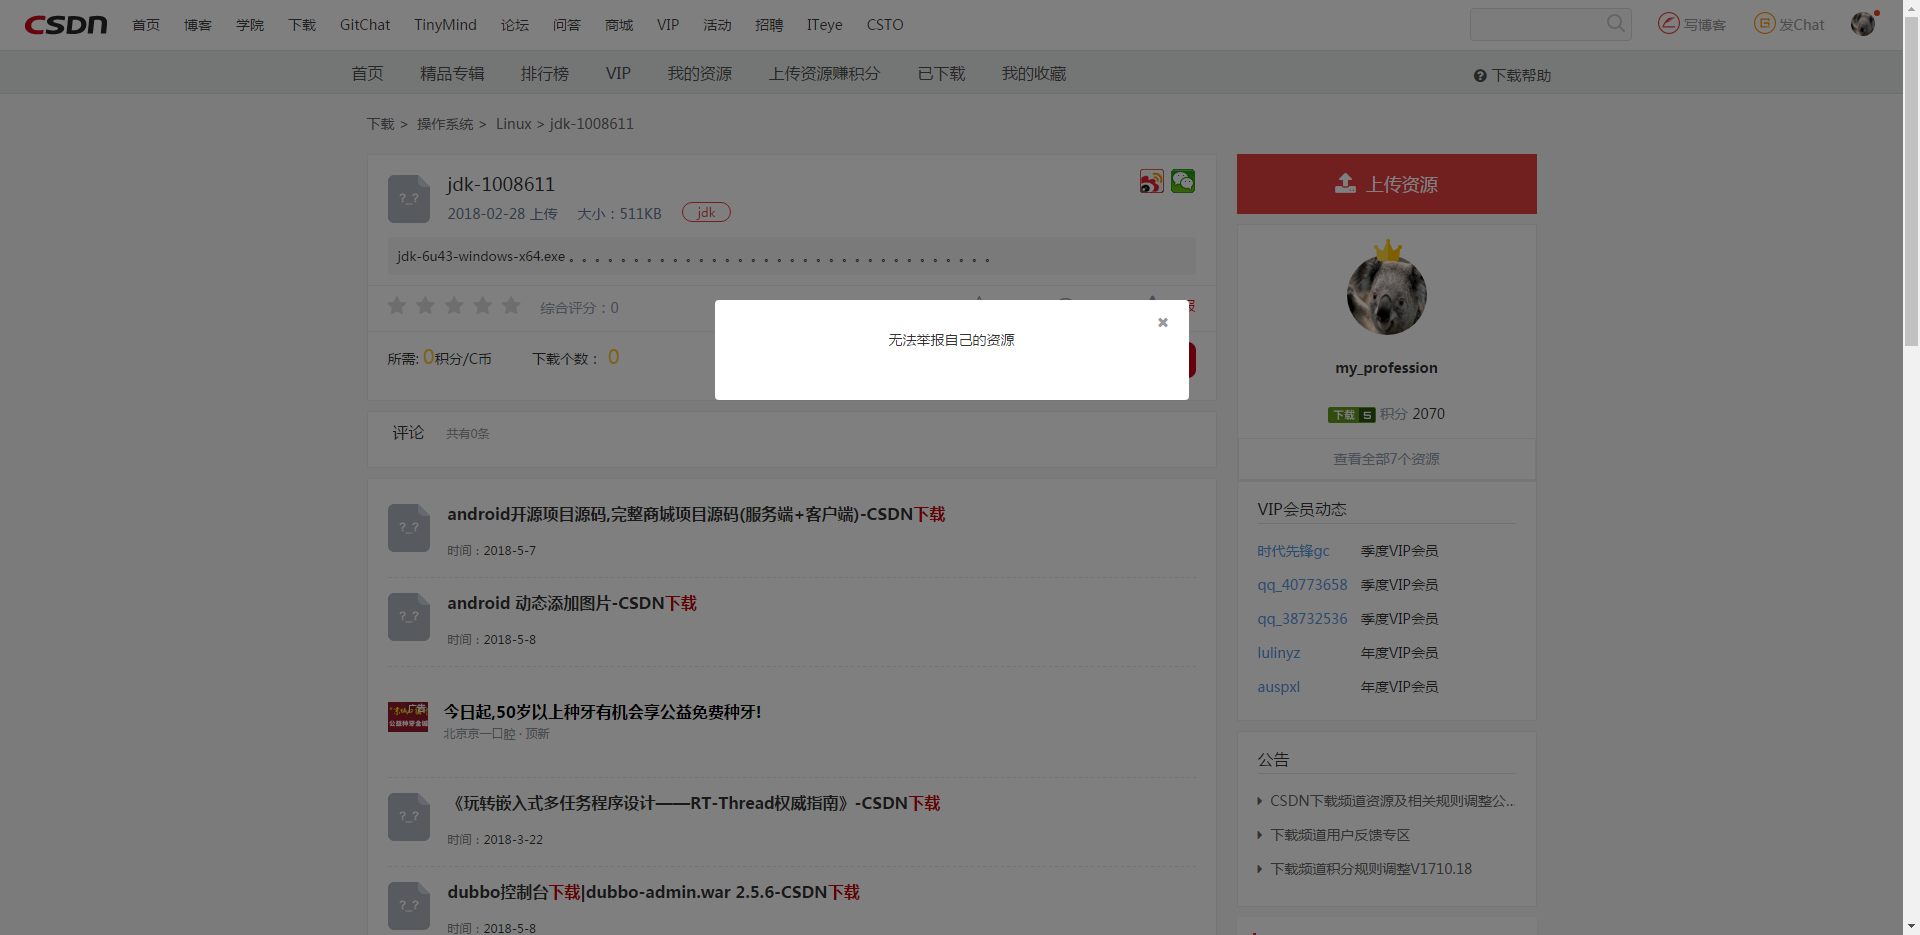 CSDN 首页 博客 学院 下载 GitChat TinyMind 论坛 问答 商城 VIP 活动 招聘 ITeye CSTO 写博客 发Chat
首页 精品专辑 排行榜 VIP 我的资源 上传资源赚积分 已下载 我的收藏 下载帮助
下载 > 操作系统 > Linux > jdk-1008611
jdk-1008611
2018-02-28 上传 大小：511KB jdk
jdk-6u43-windows-x64.exe 。。。。。。。。。。。。。。。。。。。。。。。。。。。。。。。。。
综合评分：0
所需: 0积分/C币 下载个数： 0
无法举报自己的资源
评论 共有0条
android开源项目源码,完整商城项目源码(服务端+客户端)-CSDN下载
时间：2018-5-7
android 动态添加图片-CSDN下载
时间：2018-5-8
广告
今日起,50岁以上种牙有机会享公益免费种牙!
北京京一口腔 · 顶新
《玩转嵌入式多任务程序设计——RT-Thread权威指南》-CSDN下载
时间：2018-3-22
dubbo控制台下载|dubbo-admin.war 2.5.6-CSDN下载
时间：2018-5-8
上传资源
my_profession
下载 5 积分 2070
查看全部7个资源
VIP会员动态
时代先锋gc 季度VIP会员
qq_40773658 季度VIP会员
qq_38732536 季度VIP会员
lulinyz 年度VIP会员
auspxl 年度VIP会员
公告
CSDN下载频道资源及相关规则调整公...
下载频道用户反馈专区
下载频道积分规则调整V1710.18